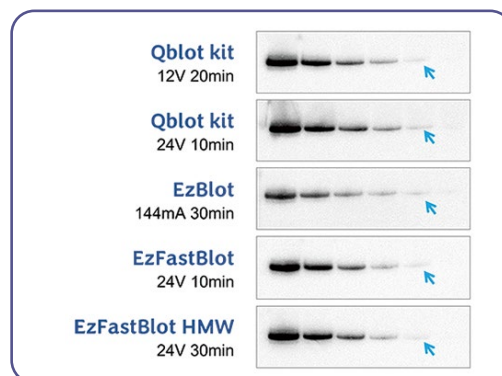 Qblot kit
12V 20min
Qblot kit
24V 10min
EzBlot
144mA 30min
EzFastBlot
24V 10min
EzFastBlot HMW
24V 30min